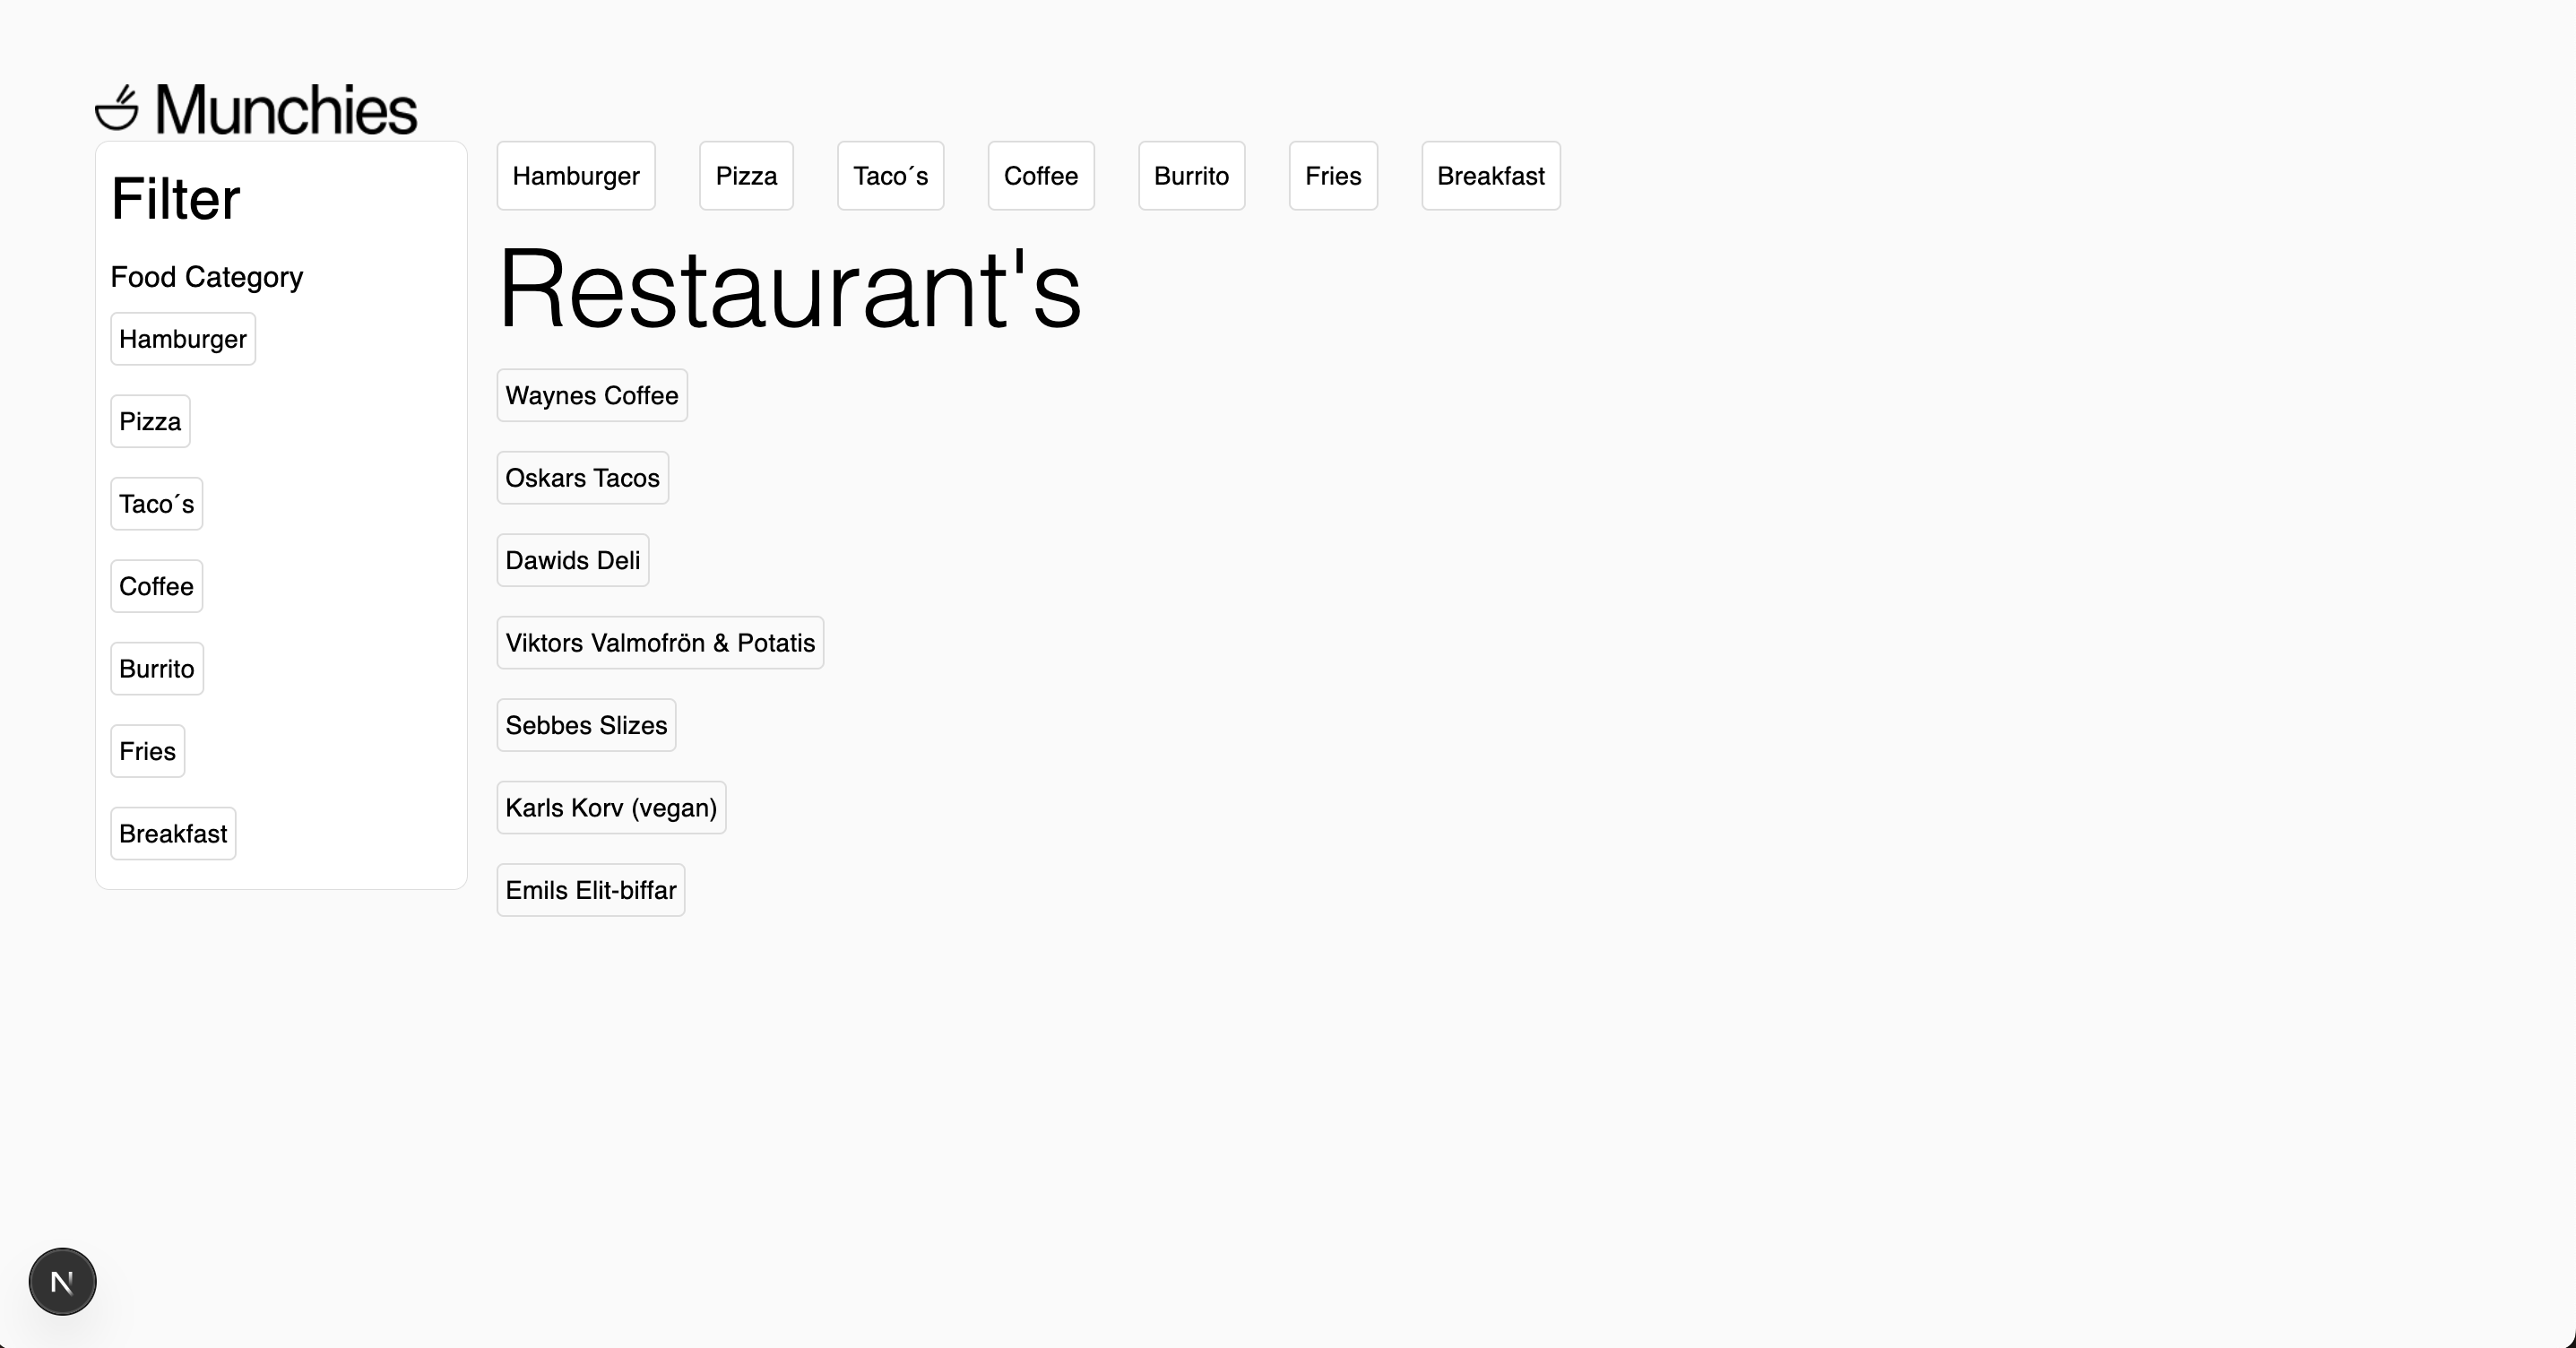 Munchies
Filter
Food Category
Hamburger
Pizza
Taco´s
Coffee
Burrito
Fries
Breakfast
Hamburger Pizza Taco´s Coffee Burrito Fries Breakfast
Restaurant's
Waynes Coffee
Oskars Tacos
Dawids Deli
Viktors Valmofrön & Potatis
Sebbes Slizes
Karls Korv (vegan)
Emils Elit-biffar
N